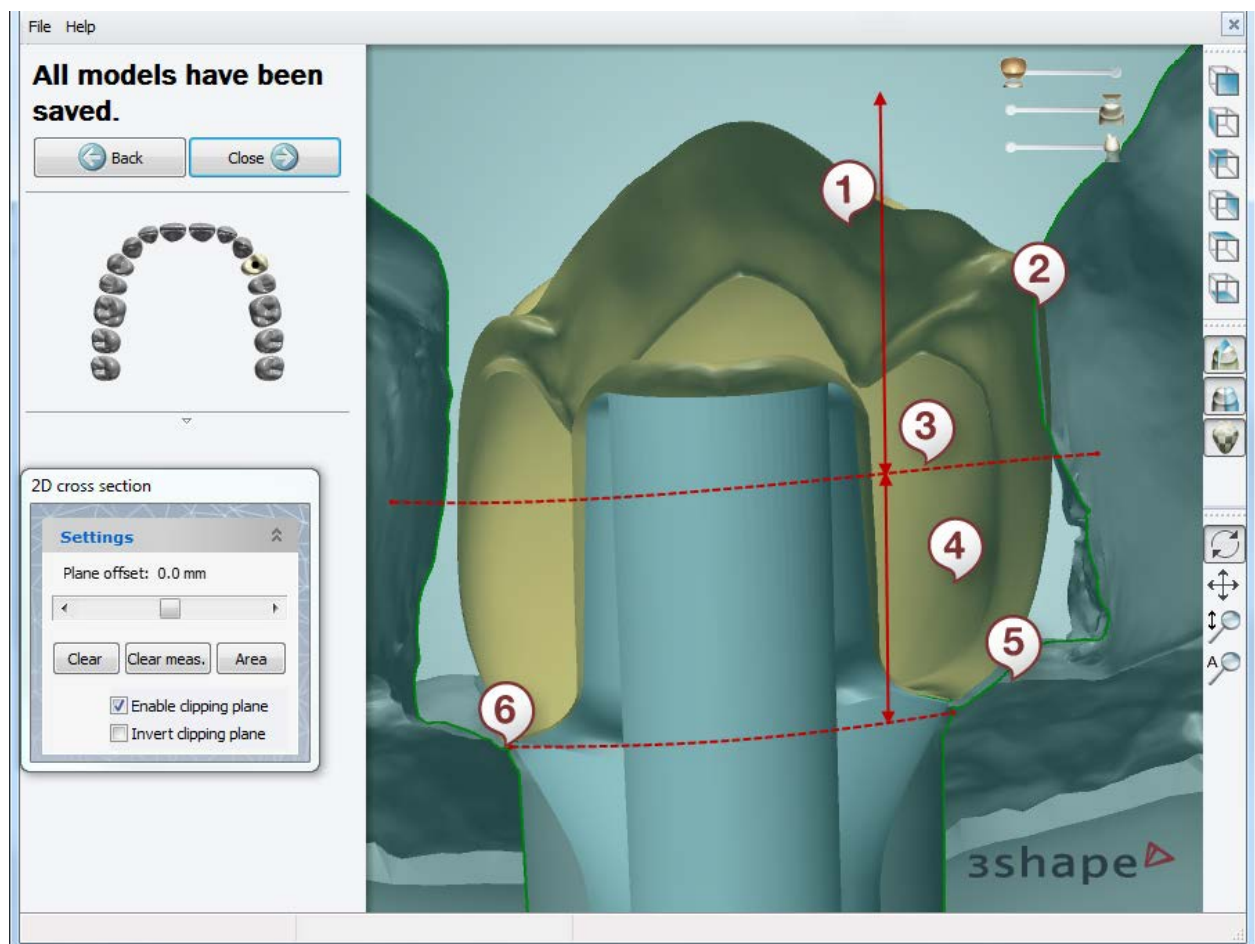 File Help
All models have been
saved.
Back
Close
2D cross section
Settings
Plane offset: 0.0 mm
Clear
Clear meas.
Area
Enable clipping plane
Invert clipping plane
1
2
3
4
5
6
A
3shape